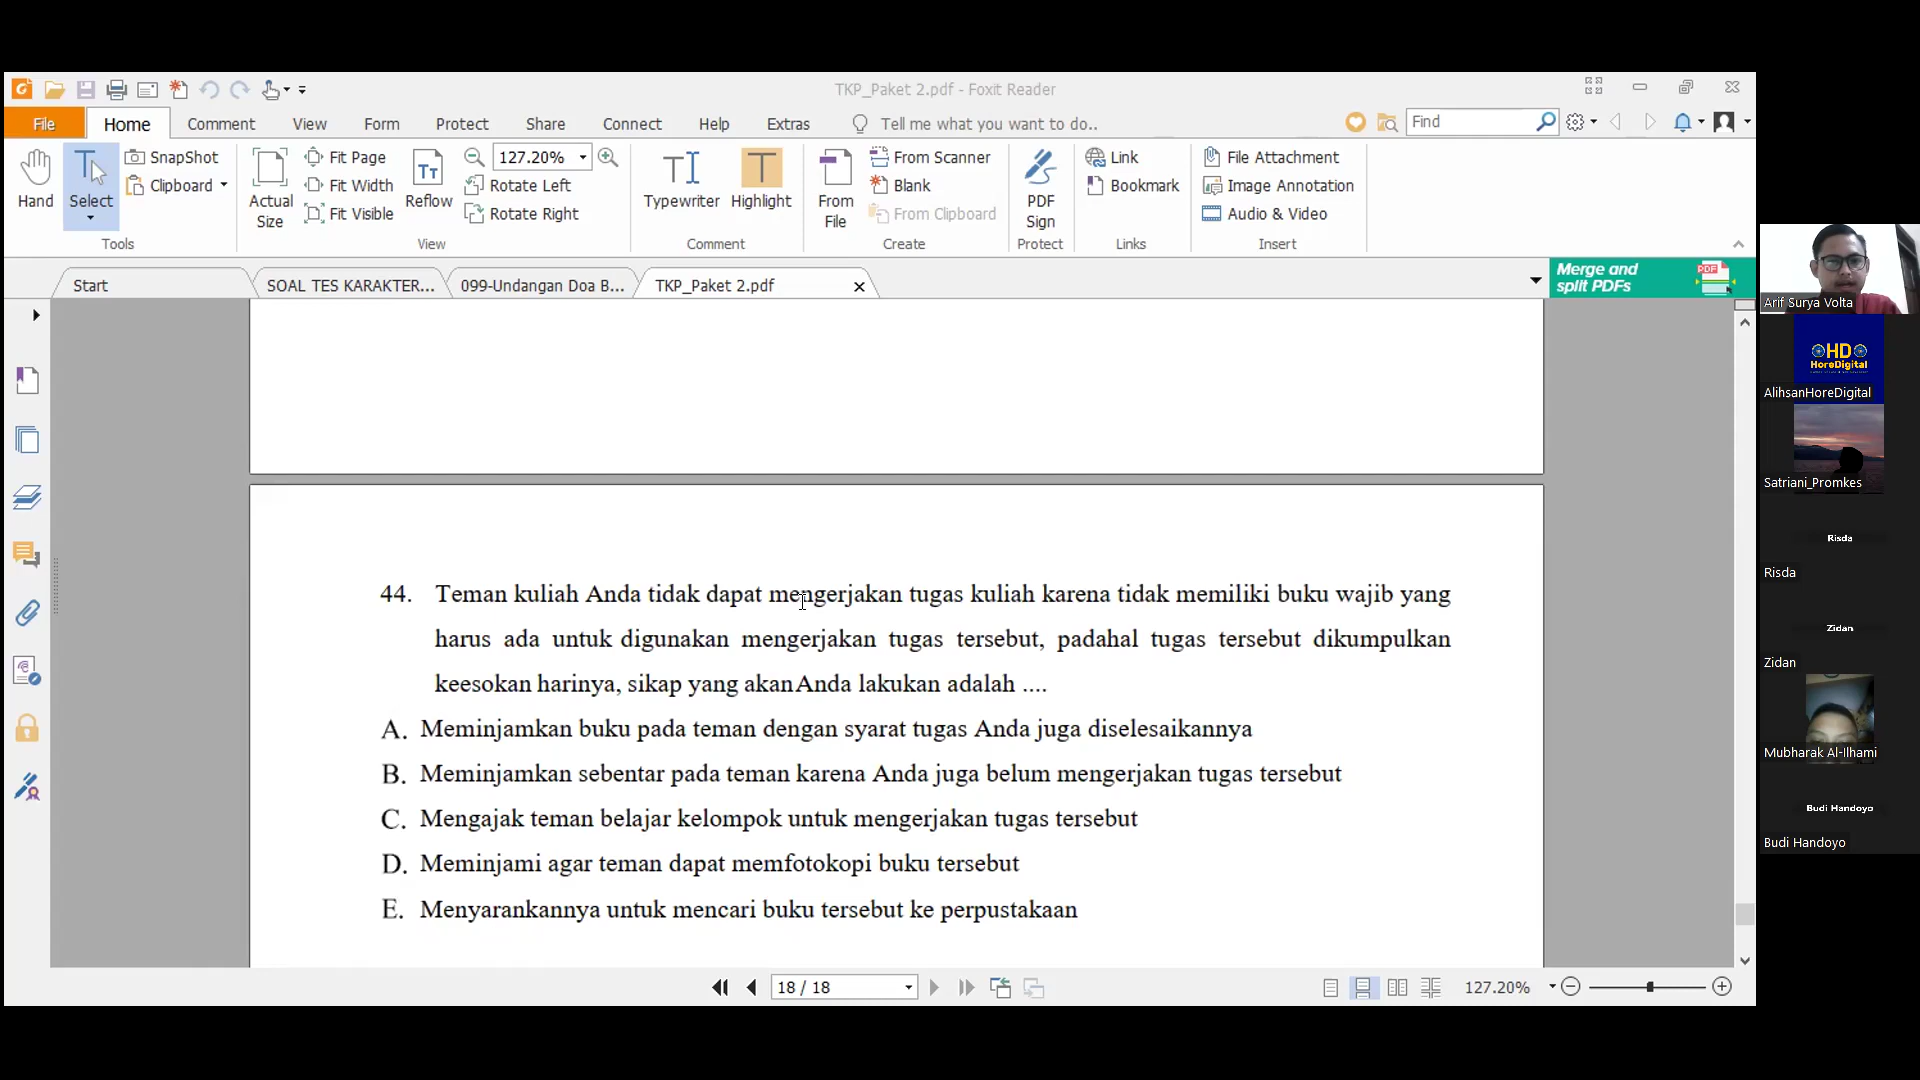 TKP_Paket 2.pdf - Foxit Reader
File Home Comment View Form Protect Share Connect Help Extras Tell me what you want to do.. Find
Hand
Select
SnapShot
Clipboard
Tools
Actual
Size
Fit Page
Fit Width
Fit Visible
Reflow
127.20%
Rotate Left
Rotate Right
View
Typewriter
Highlight
Comment
From
File
From Scanner
Blank
From Clipboard
Create
PDF
Sign
Protect
Link
Bookmark
Links
File Attachment
Image Annotation
Audio & Video
Insert
Start
SOAL TES KARAKTER...
099-Undangan Doa B...
TKP_Paket 2.pdf
Merge and
split PDFs
PDF
44. Teman kuliah Anda tidak dapat mengerjakan tugas kuliah karena tidak memiliki buku wajib yang
harus ada untuk digunakan mengerjakan tugas tersebut, padahal tugas tersebut dikumpulkan
keesokan harinya, sikap yang akanAnda lakukan adalah ....
A. Meminjamkan buku pada teman dengan syarat tugas Anda juga diselesaikannya
B. Meminjamkan sebentar pada teman karena Anda juga belum mengerjakan tugas tersebut
C. Mengajak teman belajar kelompok untuk mengerjakan tugas tersebut
D. Meminjami agar teman dapat memfotokopi buku tersebut
E. Menyarankannya untuk mencari buku tersebut ke perpustakaan
18 / 18
127.20%
Arif Surya Volta
HD
HoreDigital
AlihsanHoreDigital
Satriani_Promkes
Risda
Risda
Zidan
Zidan
Mubharak Al-Ilhami
Budi Handoyo
Budi Handoyo